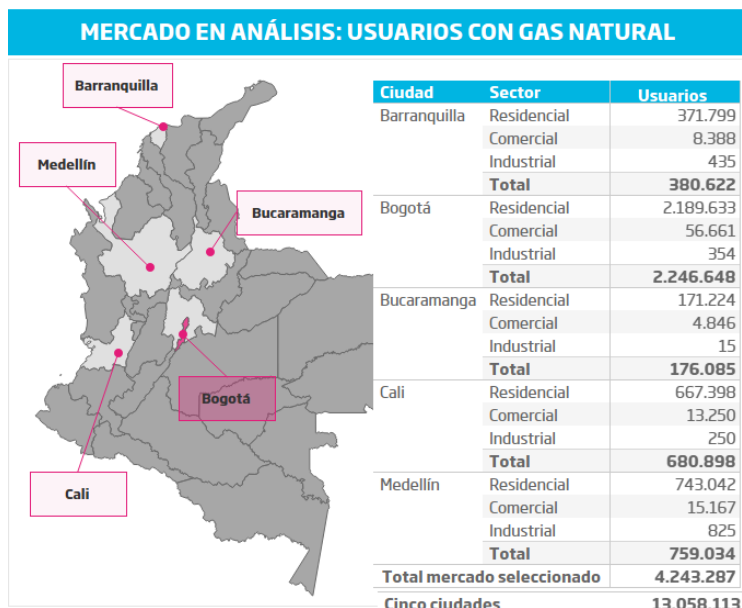 MERCADO EN ANÁLISIS: USUARIOS CON GAS NATURAL
Barranquilla
Medellín
Bucaramanga
Bogotá
Cali
Ciudad Sector Usuarios
Barranquilla Residencial 371.799
Comercial 8.388
Industrial 435
Total 380.622
Bogotá Residencial 2.189.633
Comercial 56.661
Industrial 354
Total 2.246.648
Bucaramanga Residencial 171.224
Comercial 4.846
Industrial 15
Total 176.085
Cali Residencial 667.398
Comercial 13.250
Industrial 250
Total 680.898
Medellín Residencial 743.042
Comercial 15.167
Industrial 825
Total 759.034
Total mercado seleccionado 4.243.287
Cinco ciudades 13.058.113